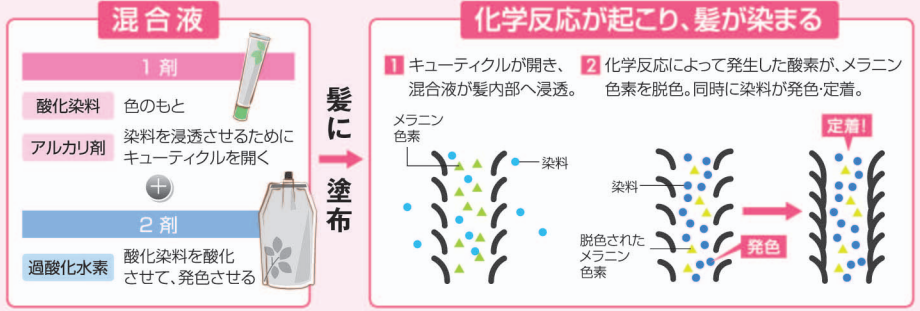 混合液
1剤
酸化染料 色のもと
アルカリ剤 染料を浸透させるために
キューティクルを開く
+
2剤
過酸化水素 酸化染料を酸化
させて、発色させる
髪に塗布
化学反応が起こり、髪が染まる
1 キューティクルが開き、
混合液が髪内部へ浸透。
メラニン
色素
染料
2 化学反応によって発生した酸素が、メラニン
色素を脱色。同時に染料が発色・定着。
染料
脱色された
メラニン
色素
発色
定着!